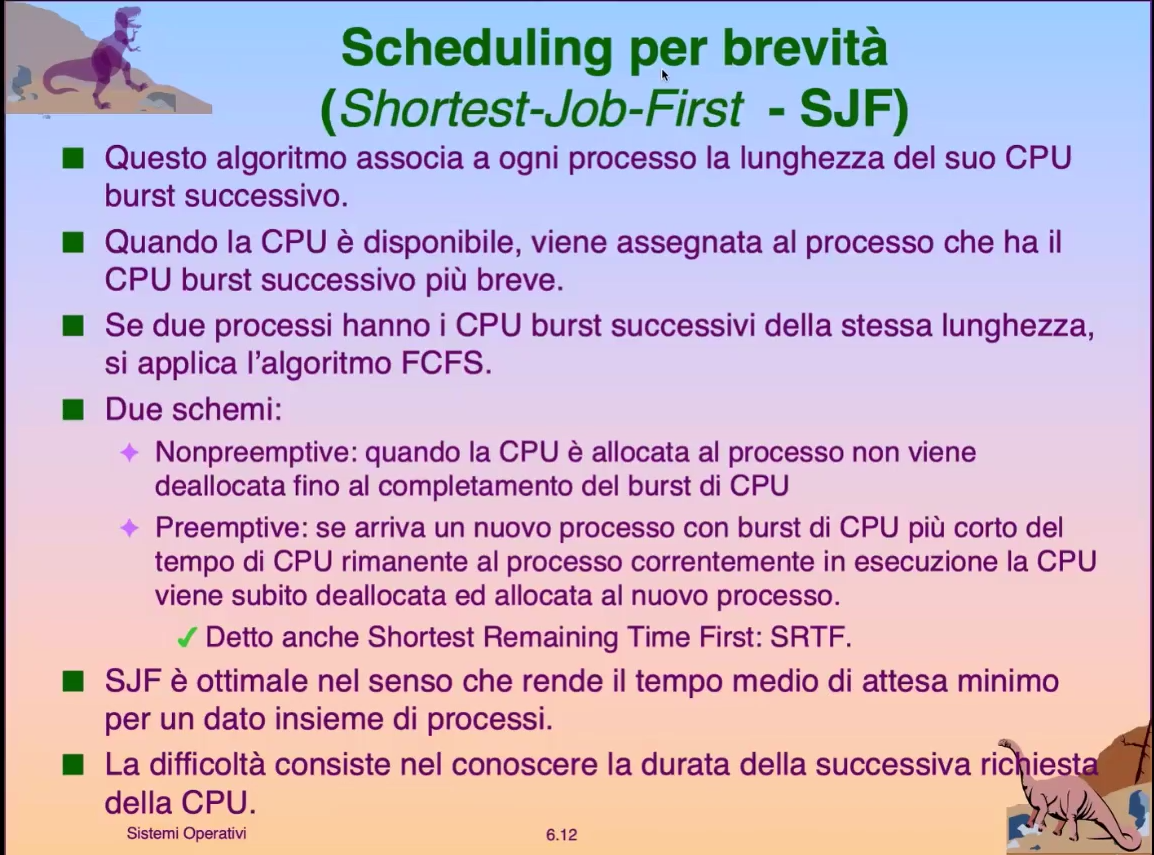 Scheduling per brevità
(Shortest-Job-First - SJF)
Questo algoritmo associa a ogni processo la lunghezza del suo CPU
burst successivo.
Quando la CPU è disponibile, viene assegnata al processo che ha il
CPU burst successivo più breve.
Se due processi hanno i CPU burst successivi della stessa lunghezza,
si applica l'algoritmo FCFS.
Due schemi:
Nonpreemptive: quando la CPU è allocata al processo non viene
deallocata fino al completamento del burst di CPU
Preemptive: se arriva un nuovo processo con burst di CPU più corto del
tempo di CPU rimanente al processo correntemente in esecuzione la CPU
viene subito deallocata ed allocata al nuovo processo.
Detto anche Shortest Remaining Time First: SRTF.
SJF è ottimale nel senso che rende il tempo medio di attesa minimo
per un dato insieme di processi.
La difficoltà consiste nel conoscere la durata della successiva richiesta
della CPU.
Sistemi Operativi
6.12